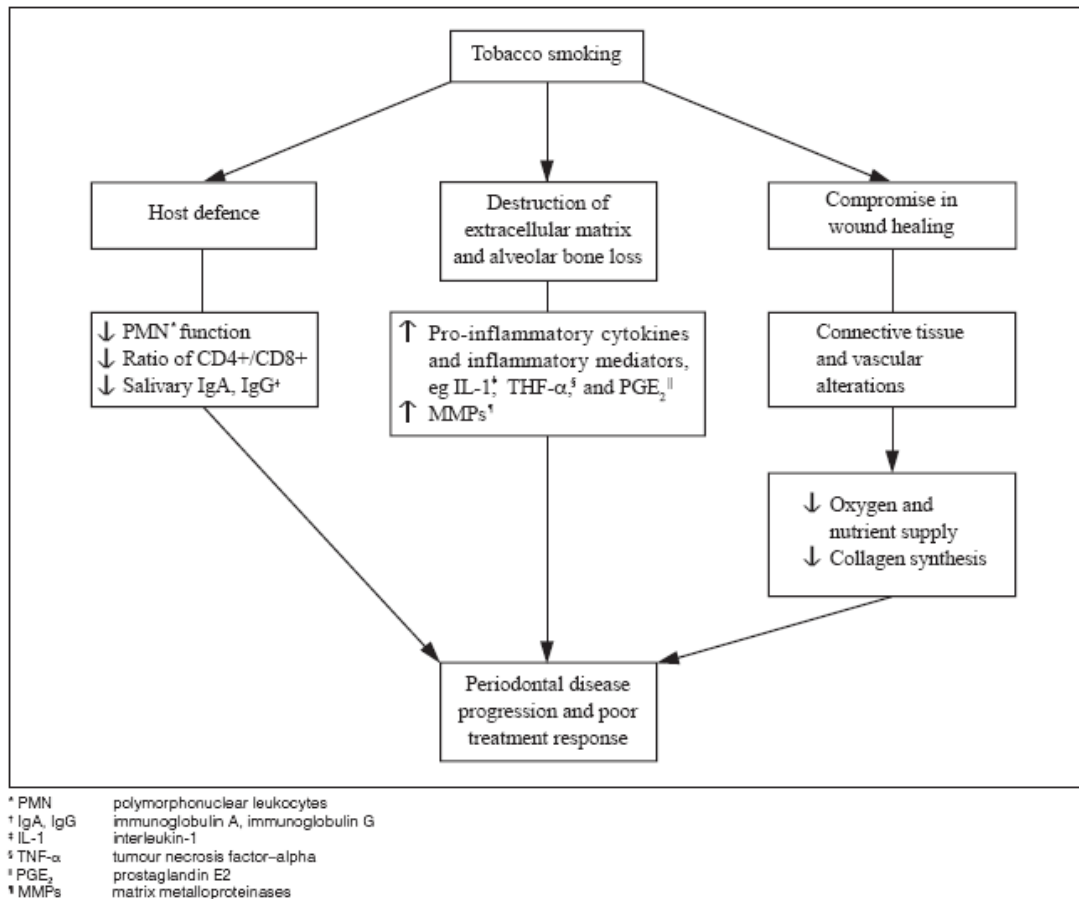 Tobacco smoking
Host defence
Destruction of
extracellular matrix
and alveolar bone loss
Compromise in
wound healing
↓ PMN* function
↓ Ratio of CD4+/CD8+
↓ Salivary IgA, IgG†
↑ Pro-inflammatory cytokines
and inflammatory mediators,
eg IL-1,‡ THF-α,§ and PGE₂||
↑ MMPs¶
Connective tissue
and vascular
alterations
↓ Oxygen and
nutrient supply
↓ Collagen synthesis
Periodontal disease
progression and poor
treatment response
* PMN polymorphonuclear leukocytes
† IgA, IgG immunoglobulin A, immunoglobulin G
‡ IL-1 interleukin-1
§ TNF-α tumour necrosis factor–alpha
|| PGE₂ prostaglandin E2
¶ MMPs matrix metalloproteinases